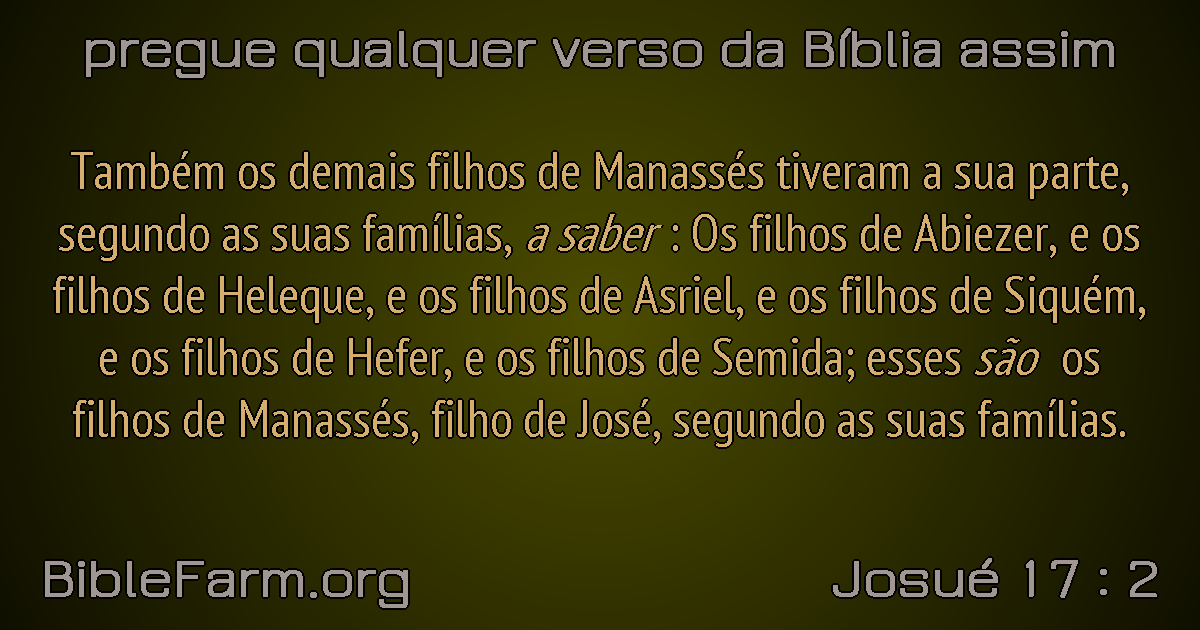 pregue qualquer verso da Bíblia assim
Também os demais filhos de Manassés tiveram a sua parte,
segundo as suas famílias, a saber : Os filhos de Abiezer, e os
filhos de Heleque, e os filhos de Asriel, e os filhos de Siquém,
e os filhos de Hefer, e os filhos de Semida; esses são os
filhos de Manassés, filho de José, segundo as suas famílias.
BibleFarm.org
Josué 17 : 2